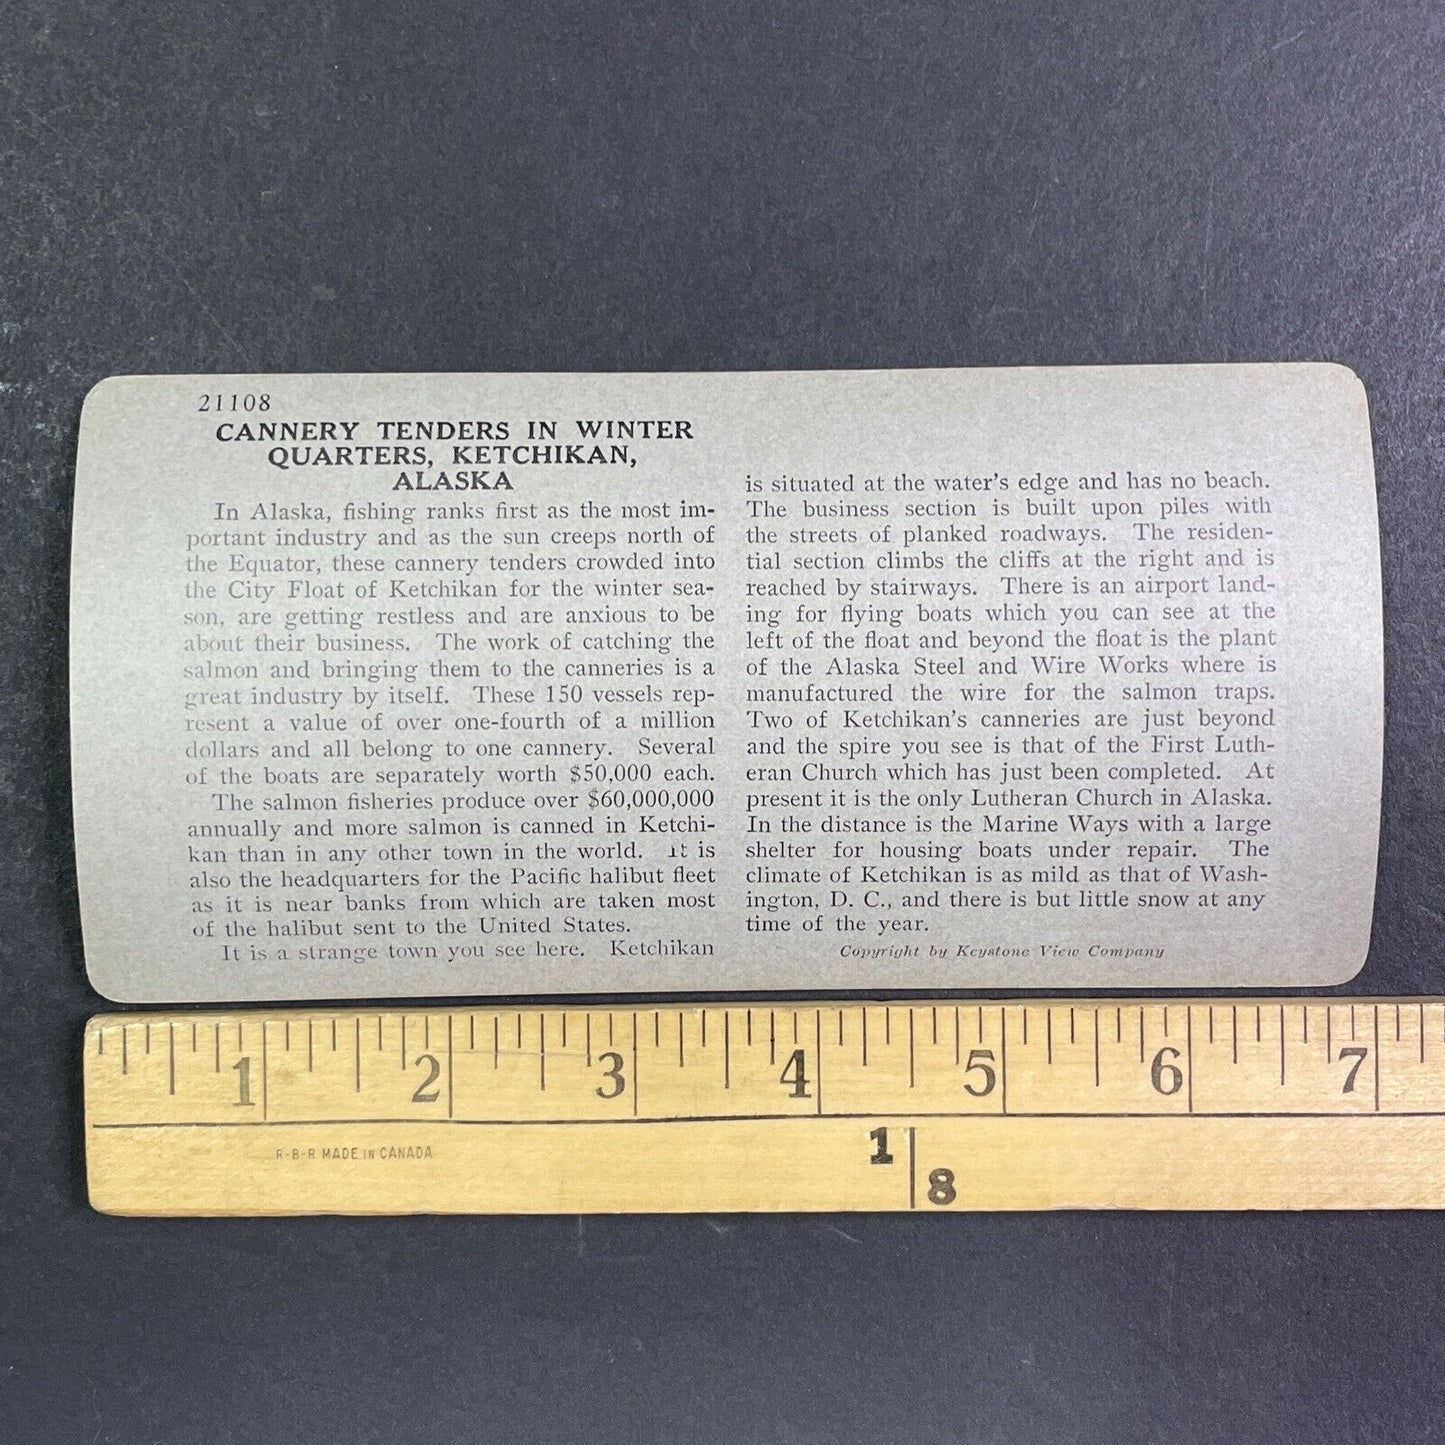 21108
CANNERY TENDERS IN WINTER
QUARTERS, KETCHIKAN,
ALASKA
In Alaska, fishing ranks first as the most im-
portant industry and as the sun creeps north of
the Equator, these cannery tenders crowded into
the City Float of Ketchikan for the winter sea-
son, are getting restless and are anxious to be
about their business. The work of catching the
salmon and bringing them to the canneries is a
great industry by itself. These 150 vessels rep-
resent a value of over one-fourth of a million
dollars and all belong to one cannery. Several
of the boats are separately worth $50,000 each.
The salmon fisheries produce over $60,000,000
annually and more salmon is canned in Ketchi-
kan than in any other town in the world. It is
also the headquarters for the Pacific halibut fleet
as it is near banks from which are taken most
of the halibut sent to the United States.
It is a strange town you see here. Ketchikan
is situated at the water's edge and has no beach.
The business section is built upon piles with
the streets of planked roadways. The residen-
tial section climbs the cliffs at the right and is
reached by stairways. There is an airport land-
ing for flying boats which you can see at the
left of the float and beyond the float is the plant
of the Alaska Steel and Wire Works where is
manufactured the wire for the salmon traps.
Two of Ketchikan's canneries are just beyond
and the spire you see is that of the First Luth-
eran Church which has just been completed. At
present it is the only Lutheran Church in Alaska.
In the distance is the Marine Ways with a large
shelter for housing boats under repair. The
climate of Ketchikan is as mild as that of Wash-
ington, D. C., and there is but little snow at any
time of the year.
Copyright by Keystone View Company
1 2 3 4 5 6 7
R-B-R MADE IN CANADA
1
8